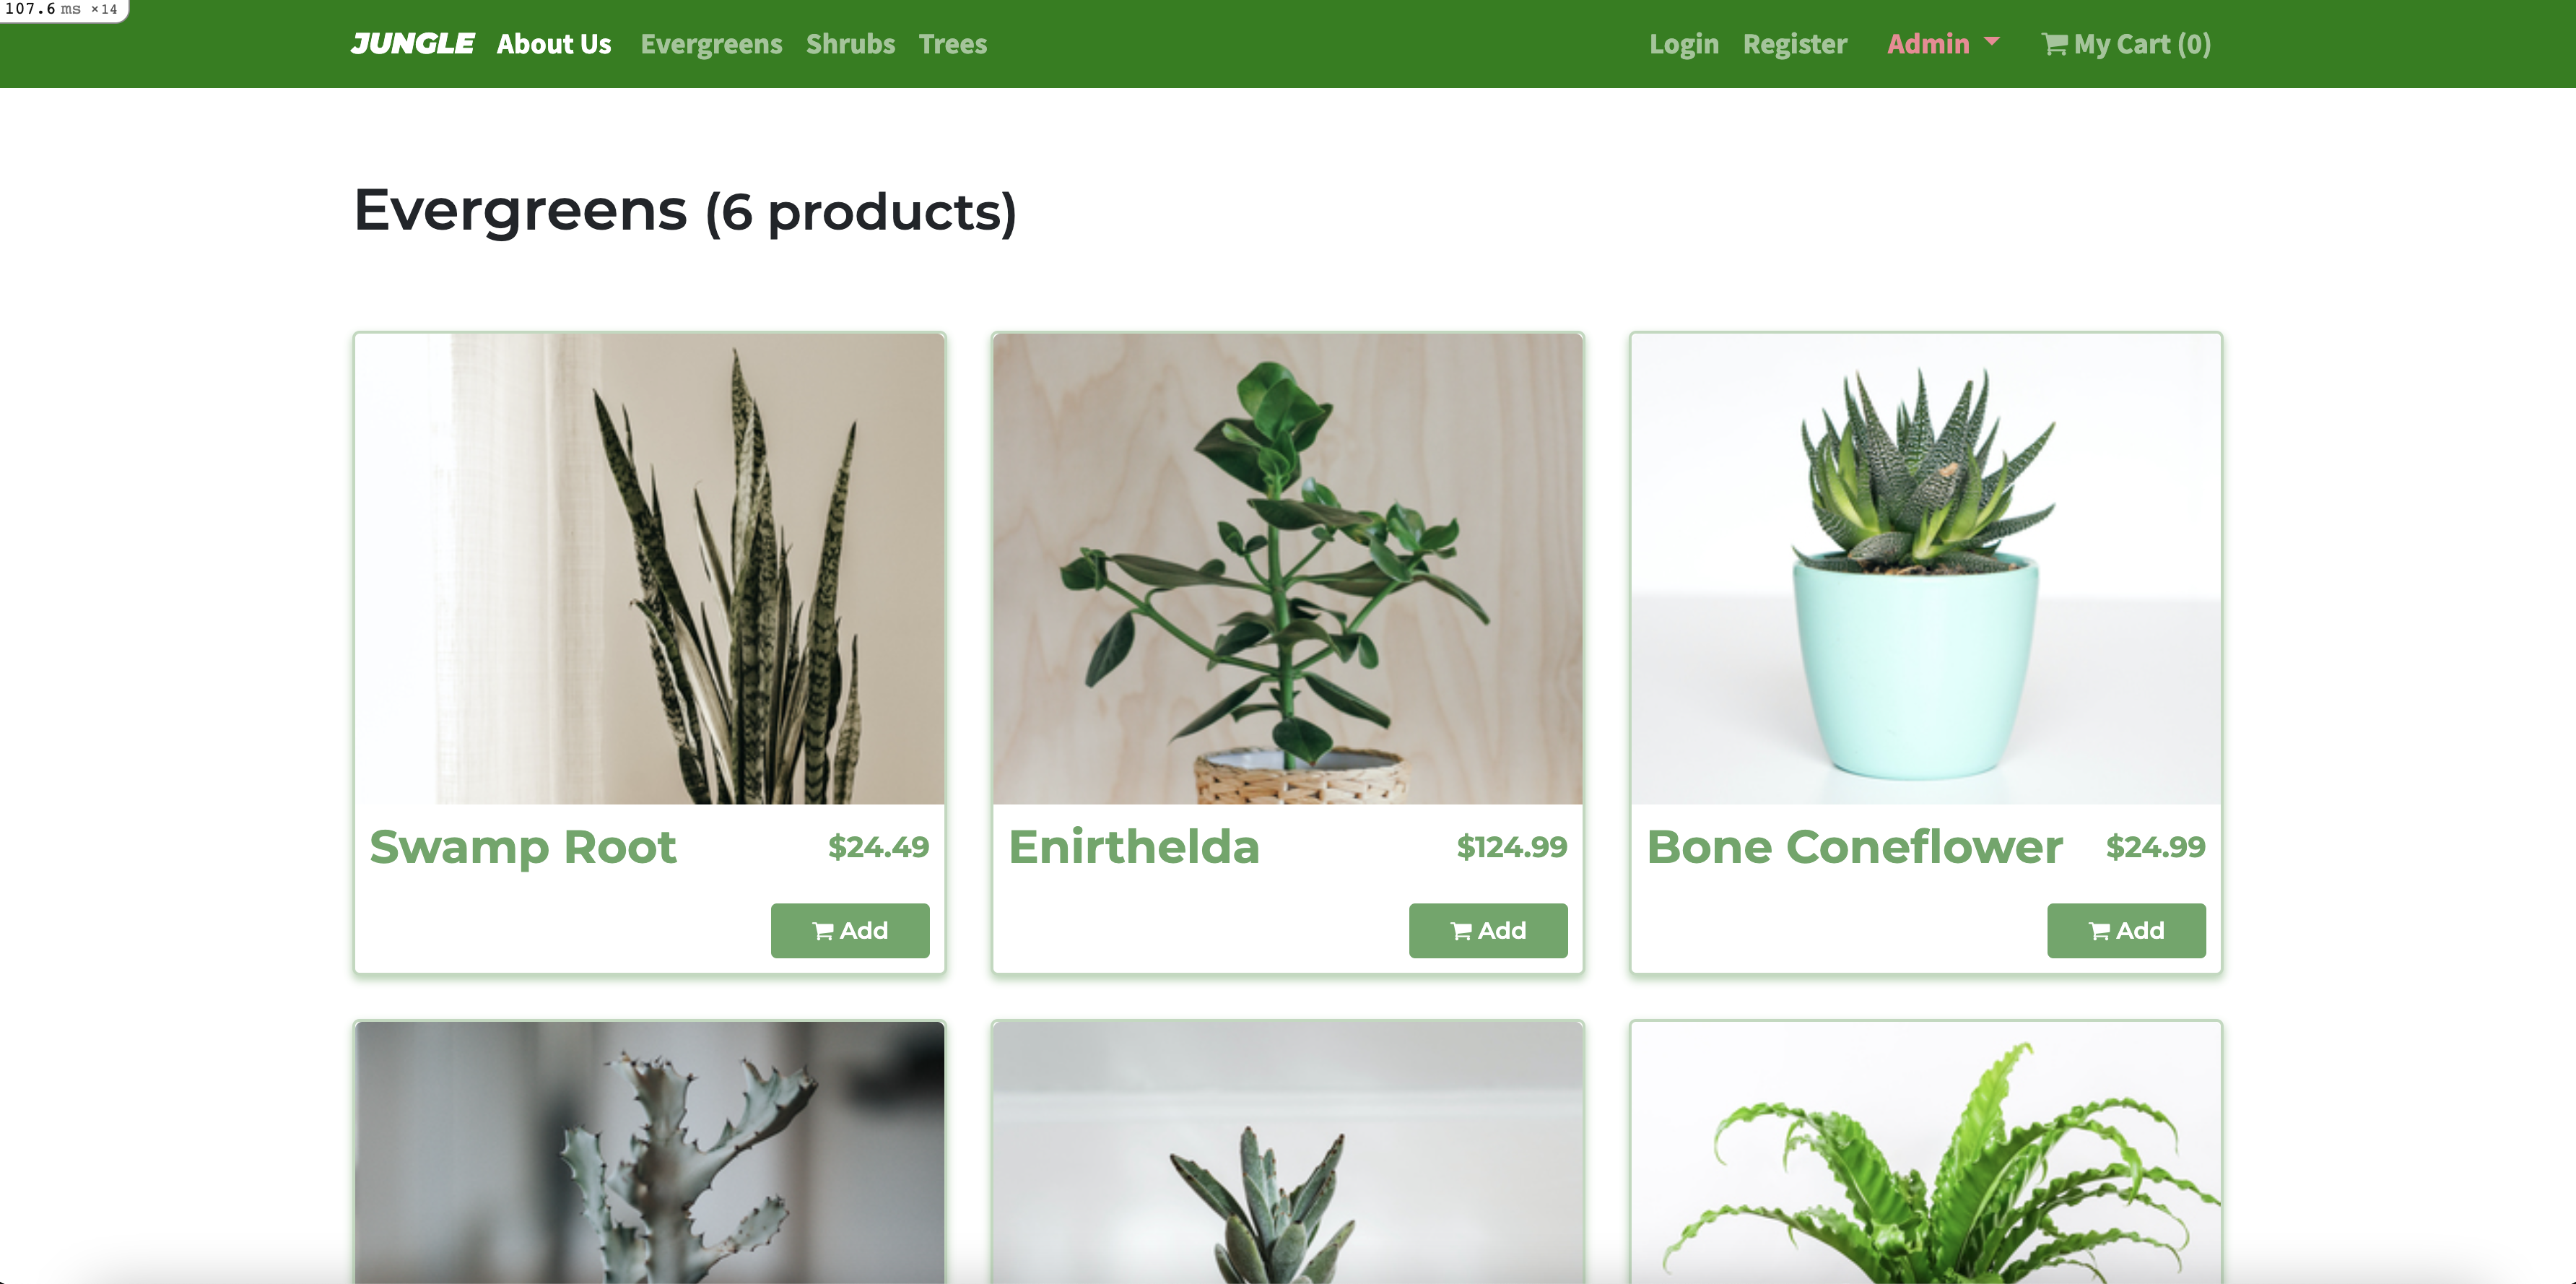 107.6 ms ×14
JUNGLE About Us Evergreens Shrubs Trees Login Register Admin My Cart (0)
Evergreens (6 products)
Swamp Root $24.49
Enirthelda $124.99
Bone Coneflower $24.99
Add
Add
Add